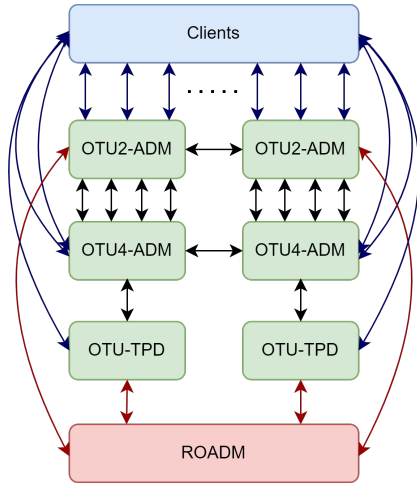 Clients
.....
OTU2-ADM
OTU2-ADM
OTU4-ADM
OTU4-ADM
OTU-TPD
OTU-TPD
ROADM